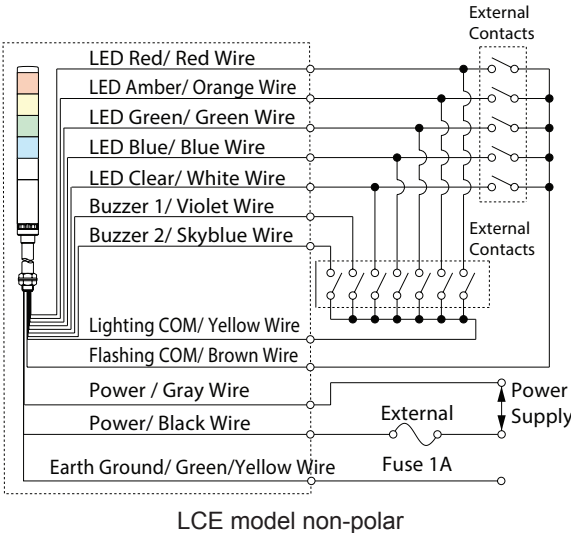 External
Contacts
LED Red/ Red Wire
LED Amber/ Orange Wire
LED Green/ Green Wire
LED Blue/ Blue Wire
LED Clear/ White Wire
Buzzer 1/ Violet Wire
Buzzer 2/ Skyblue Wire
External
Contacts
Lighting COM/ Yellow Wire
Flashing COM/ Brown Wire
Power / Gray Wire
Power/ Black Wire
External
Fuse 1A
Power
Supply
Earth Ground/ Green/Yellow Wire
LCE model non-polar